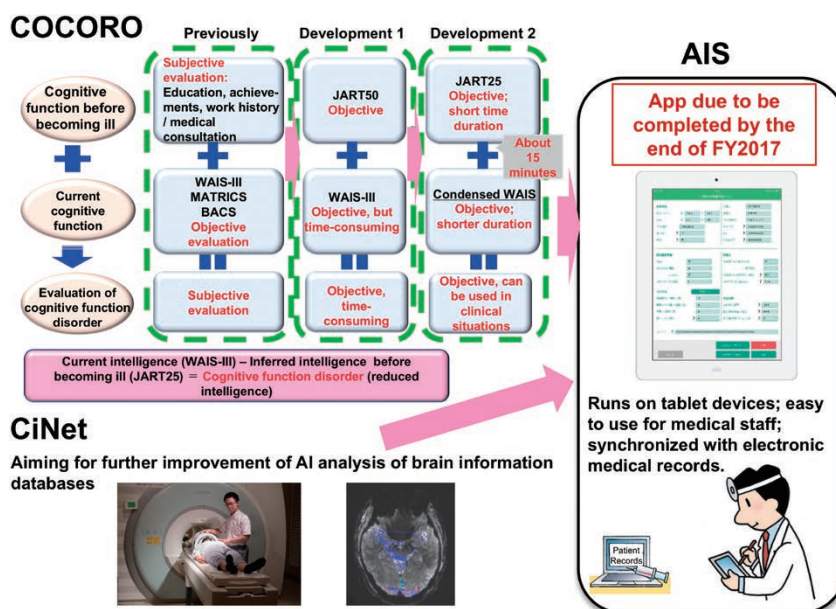 COCORO
Previously
Development 1
Development 2
AIS
Cognitive
function before
becoming ill
Subjective
evaluation:
Education, achieve-
ments, work history
/ medical
consultation
JART50
Objective
JART25
Objective;
short time
duration
About
15
minutes
Current
cognitive
function
WAIS-III
MATRICS
BACS
Objective evaluation
WAIS-III
Objective, but
time-consuming
Condensed WAIS
Objective;
shorter duration
Evaluation of
cognitive function
disorder
Subjective
evaluation
Objective,
time-
consuming
Objective, can
be used in
clinical
situations
Current intelligence (WAIS-III) – Inferred intelligence before
becoming ill (JART25) = Cognitive function disorder (reduced
intelligence)
App due to be
completed by the
end of FY2017
Runs on tablet devices; easy
to use for medical staff;
synchronized with electronic
medical records.
Patient
Records
CiNet
Aiming for further improvement of AI analysis of brain information
databases